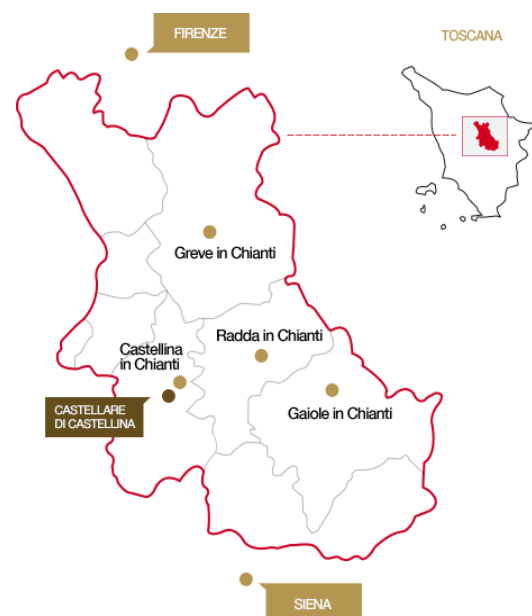 FIRENZE
TOSCANA
Greve in Chianti
Radda in Chianti
Castellina
in Chianti
Gaiole in Chianti
CASTELLARE
DI CASTELLINA
SIENA